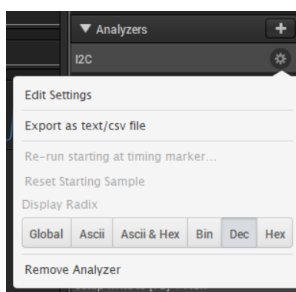 Analyzers
I2C
Edit Settings
Export as text/csv file
Re-run starting at timing marker...
Reset Starting Sample
Display Radix
Global Ascii Ascii & Hex Bin Dec Hex
Remove Analyzer